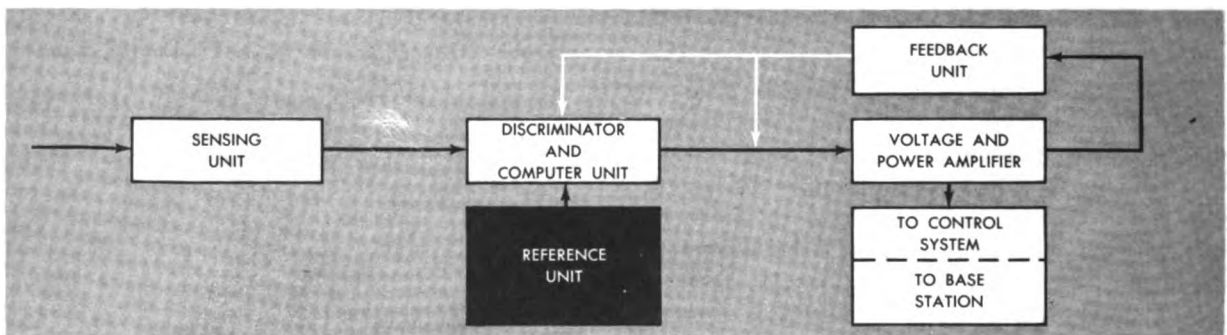 FEEDBACK
UNIT
SENSING
UNIT
DISCRIMINATOR
AND
COMPUTER UNIT
VOLTAGE AND
POWER AMPLIFIER
REFERENCE
UNIT
TO CONTROL
SYSTEM
TO BASE
STATION